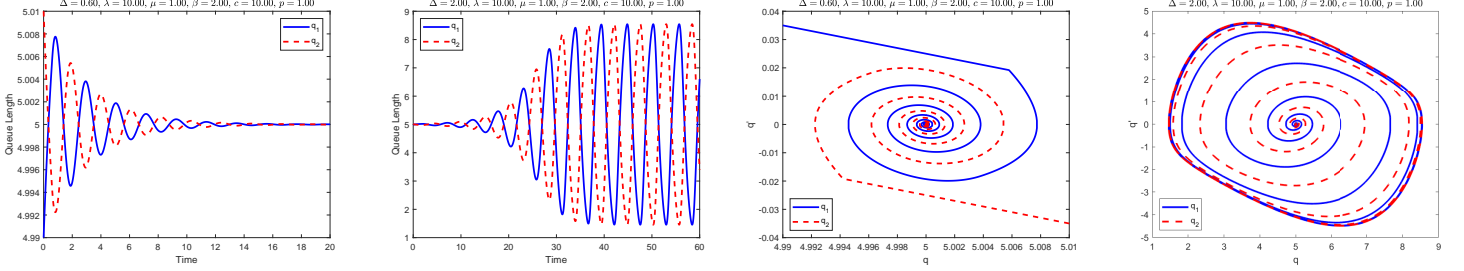 Δ = 0.60, λ = 10.00, μ = 1.00, β = 2.00, c = 10.00, p = 1.00
5.01
5.008
5.006
5.004
5.002
5
4.998
4.996
4.994
4.992
4.99
Queue Length
0 2 4 6 8 10 12 14 16 18 20
Time
q1
q2
Δ = 2.00, λ = 10.00, μ = 1.00, β = 2.00, c = 10.00, p = 1.00
9
8
7
6
5
4
3
2
1
Queue Length
0 10 20 30 40 50 60
Time
q1
q2
Δ = 0.60, λ = 10.00, μ = 1.00, β = 2.00, c = 10.00, p = 1.00
0.04
0.03
0.02
0.01
0
-0.01
-0.02
-0.03
-0.04
q'
q1
q2
4.99 4.992 4.994 4.996 4.998 5 5.002 5.004 5.006 5.008 5.01
q
Δ = 2.00, λ = 10.00, μ = 1.00, β = 2.00, c = 10.00, p = 1.00
5
4
3
2
1
0
-1
-2
-3
-4
-5
q'
q1
q2
1 2 3 4 5 6 7 8 9
q